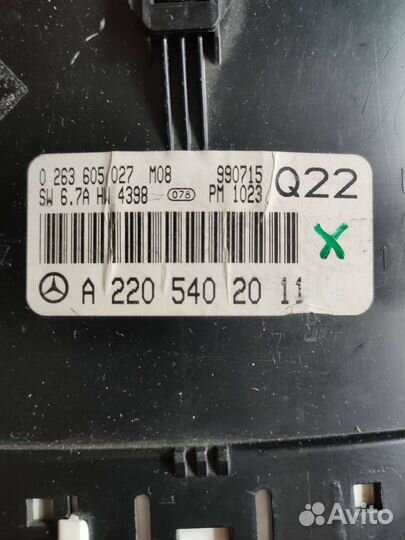 0 263 605 027 M08 990715
SW 6.7A HW 4398 078 PM 1023
Q22
X
A 220 540 20 11
Avito